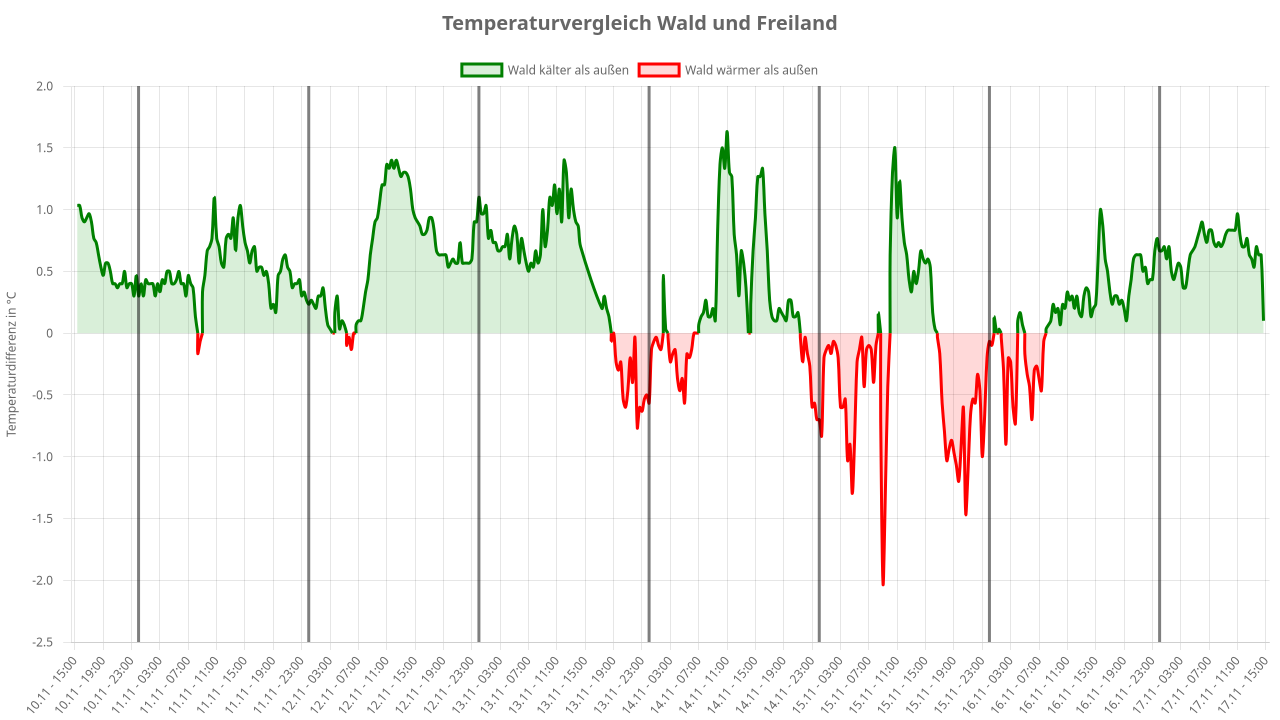 Temperaturvergleich Wald und Freiland
Wald kälter als außen
Wald wärmer als außen
Temperaturdifferenz in °C
2.0
1.5
1.0
0.5
0
-0.5
-1.0
-1.5
-2.0
-2.5
10.11 - 15:00
10.11 - 19:00
10.11 - 23:00
11.11 - 03:00
11.11 - 07:00
11.11 - 11:00
11.11 - 15:00
11.11 - 19:00
11.11 - 23:00
12.11 - 03:00
12.11 - 07:00
12.11 - 11:00
12.11 - 15:00
12.11 - 19:00
12.11 - 23:00
13.11 - 03:00
13.11 - 07:00
13.11 - 11:00
13.11 - 15:00
13.11 - 19:00
13.11 - 23:00
14.11 - 03:00
14.11 - 07:00
14.11 - 11:00
14.11 - 15:00
14.11 - 19:00
14.11 - 23:00
15.11 - 03:00
15.11 - 07:00
15.11 - 11:00
15.11 - 15:00
15.11 - 19:00
15.11 - 23:00
16.11 - 03:00
16.11 - 07:00
16.11 - 11:00
16.11 - 15:00
16.11 - 19:00
16.11 - 23:00
17.11 - 03:00
17.11 - 07:00
17.11 - 11:00
17.11 - 15:00